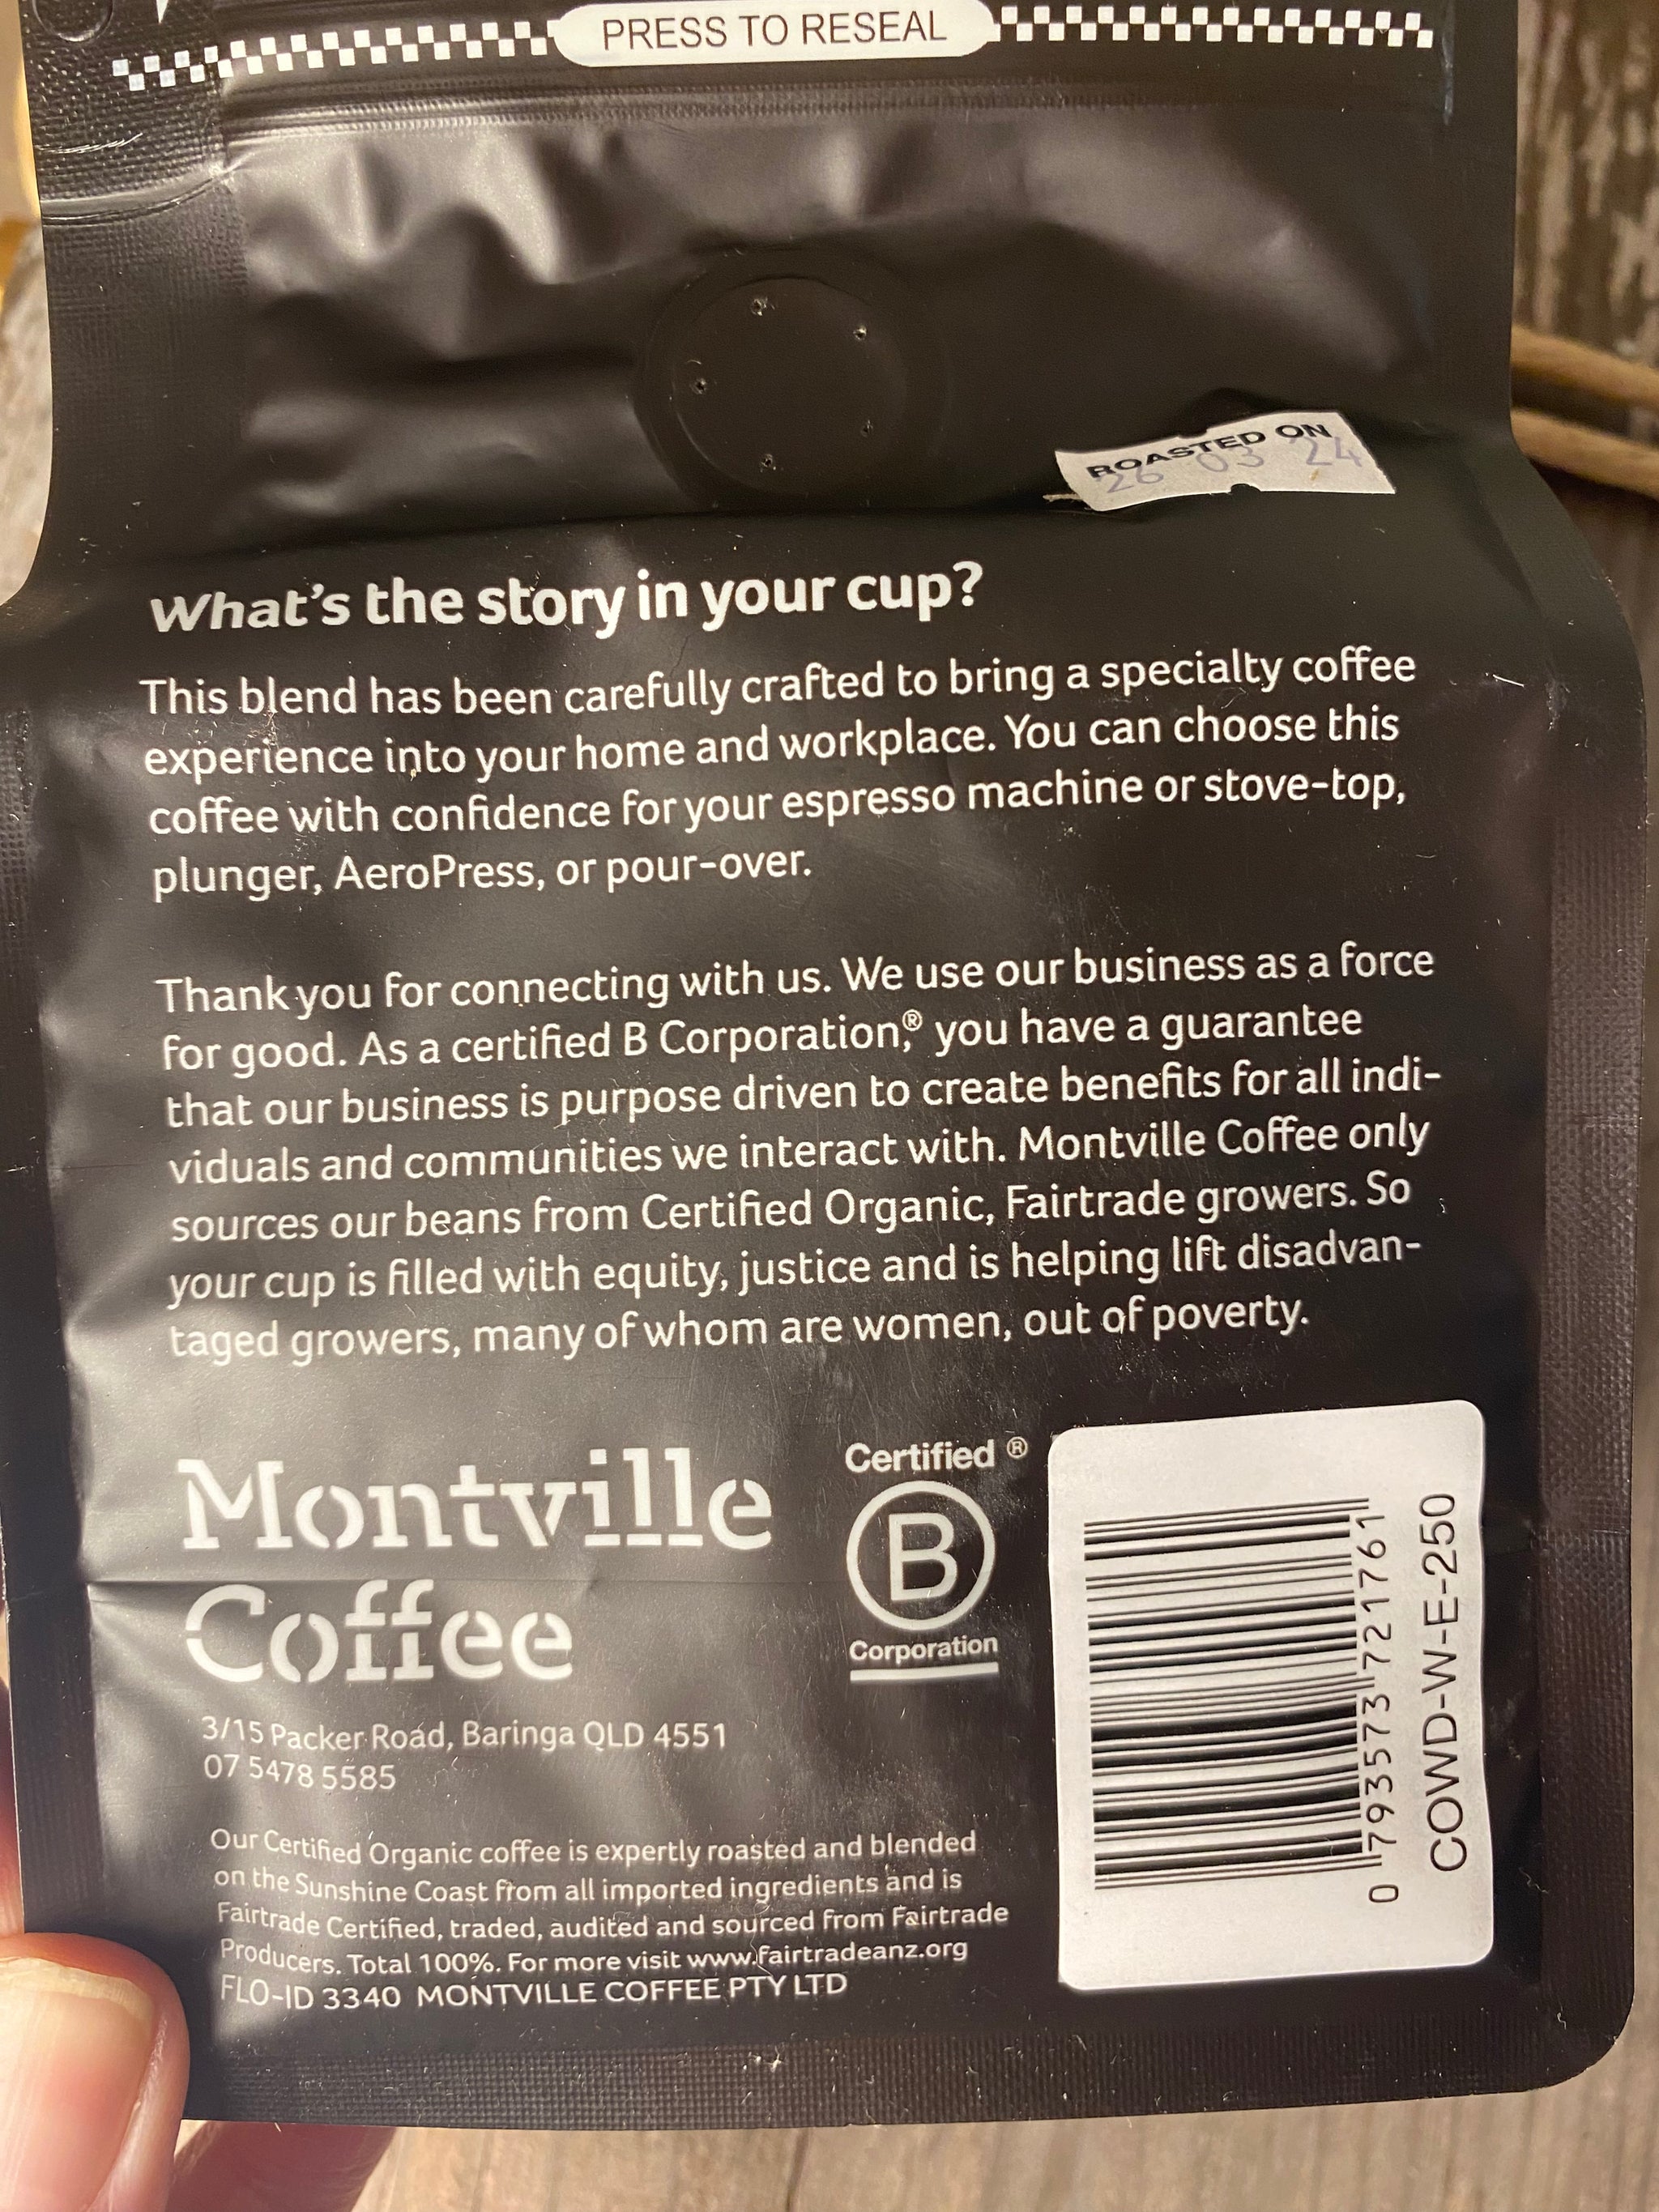 PRESS TO RESEAL
ROASTED ON
26 03 24
What's the story in your cup?
This blend has been carefully crafted to bring a specialty coffee
experience into your home and workplace. You can choose this
coffee with confidence for your espresso machine or stove-top,
plunger, AeroPress, or pour-over.
Thank you for connecting with us. We use our business as a force
for good. As a certified B Corporation,® you have a guarantee
that our business is purpose driven to create benefits for all indi-
viduals and communities we interact with. Montville Coffee only
sources our beans from Certified Organic, Fairtrade growers. So
your cup is filled with equity, justice and is helping lift disadvan-
taged growers, many of whom are women, out of poverty.
Montville
Coffee
Certified ®
B
Corporation
3/15 Packer Road, Baringa QLD 4551
07 5478 5585
Our Certified Organic coffee is expertly roasted and blended
on the Sunshine Coast from all imported ingredients and is
Fairtrade Certified, traded, audited and sourced from Fairtrade
Producers. Total 100%. For more visit www.fairtradeanz.org
FLO-ID 3340 MONTVILLE COFFEE PTY LTD
0 793573 721761
COWD-W-E-250